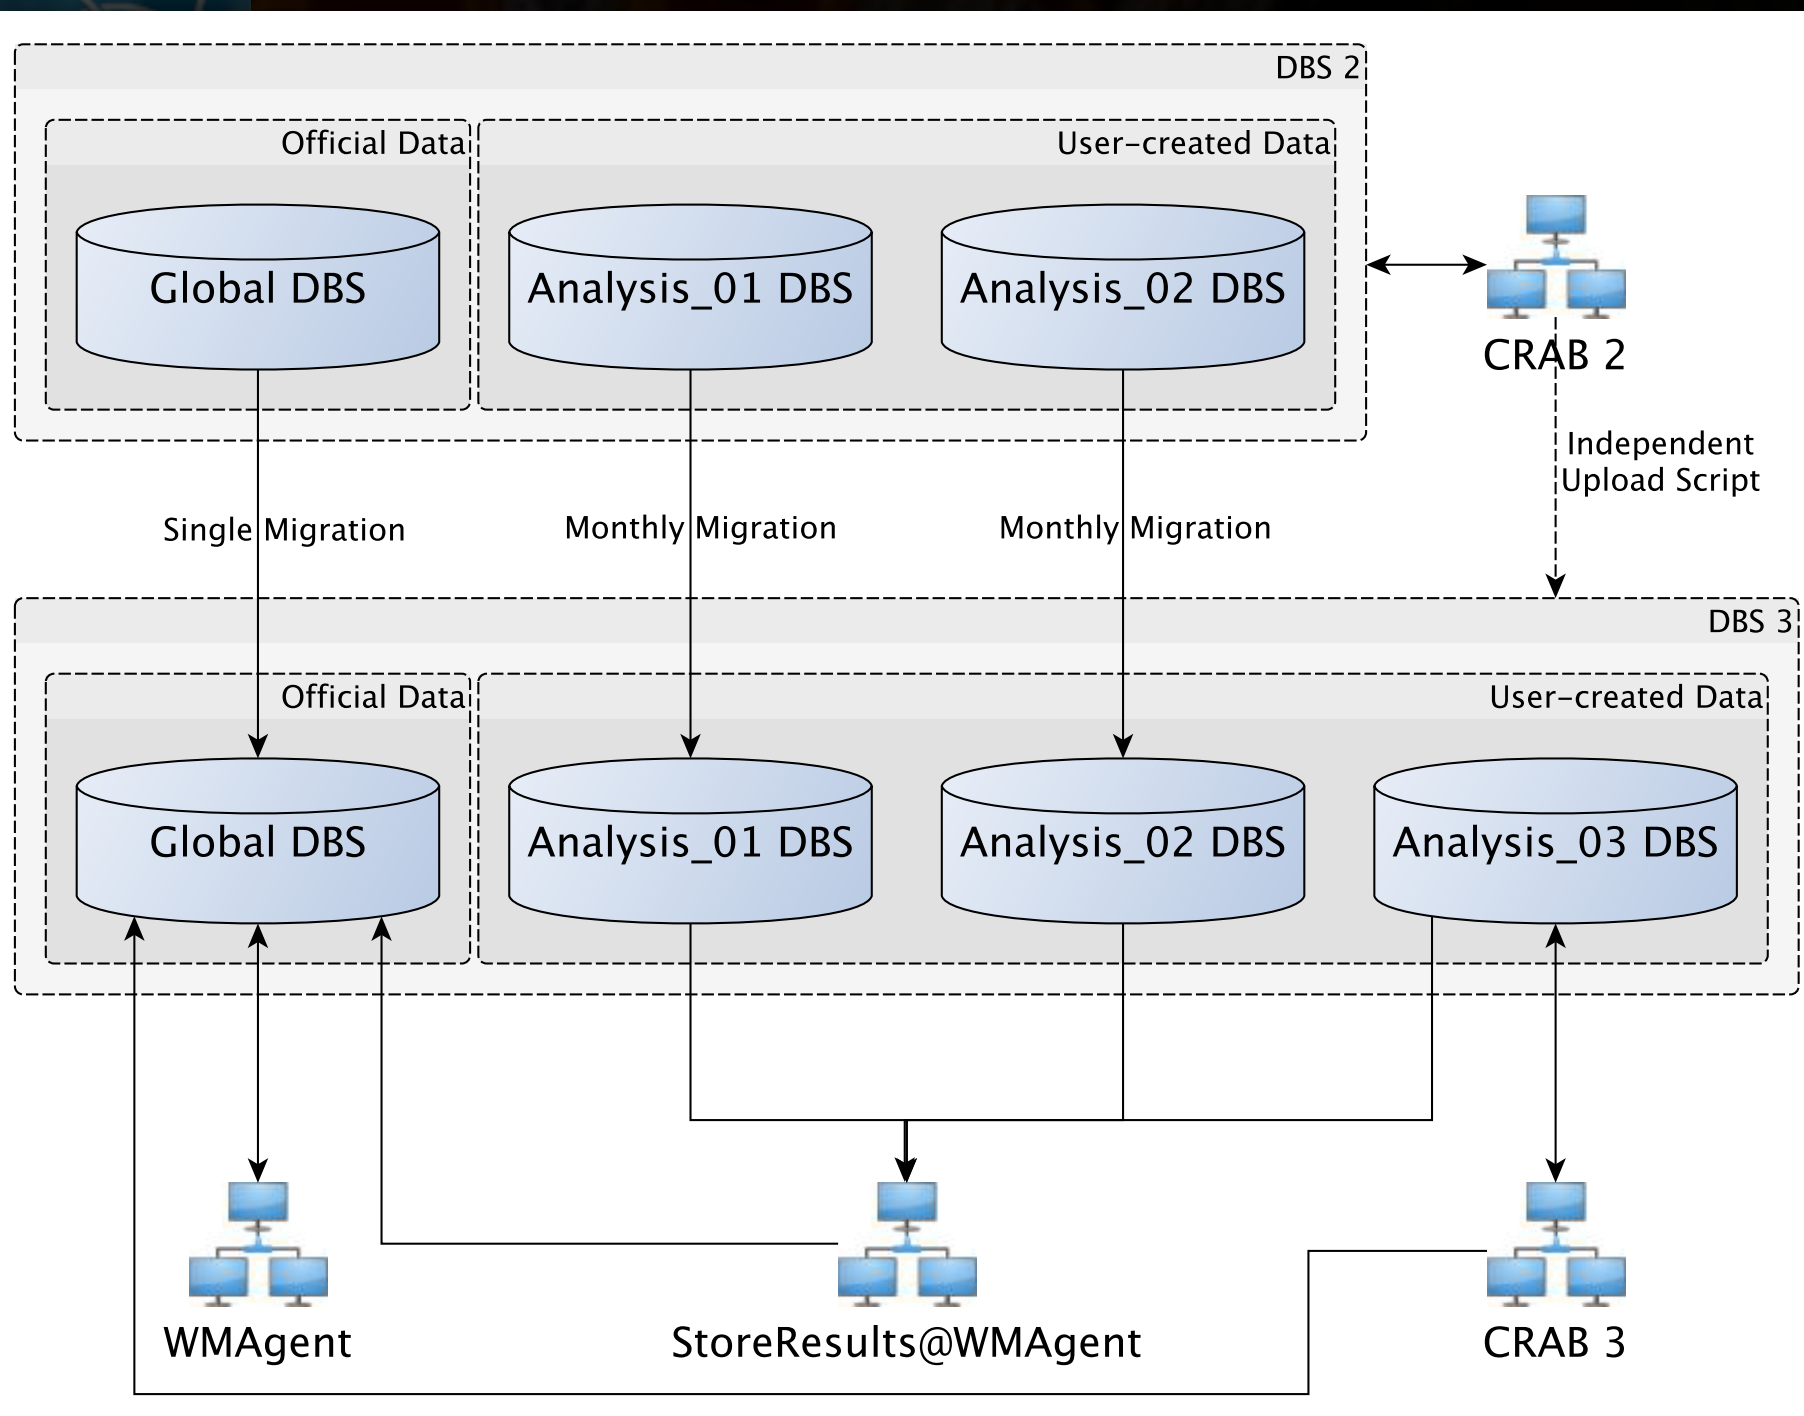 DBS 2
Official Data
User-created Data
Global DBS
Analysis_01 DBS
Analysis_02 DBS
CRAB 2
Independent
Upload Script
Single Migration
Monthly Migration
Monthly Migration
DBS 3
Official Data
User-created Data
Global DBS
Analysis_01 DBS
Analysis_02 DBS
Analysis_03 DBS
WMAgent
StoreResults@WMAgent
CRAB 3